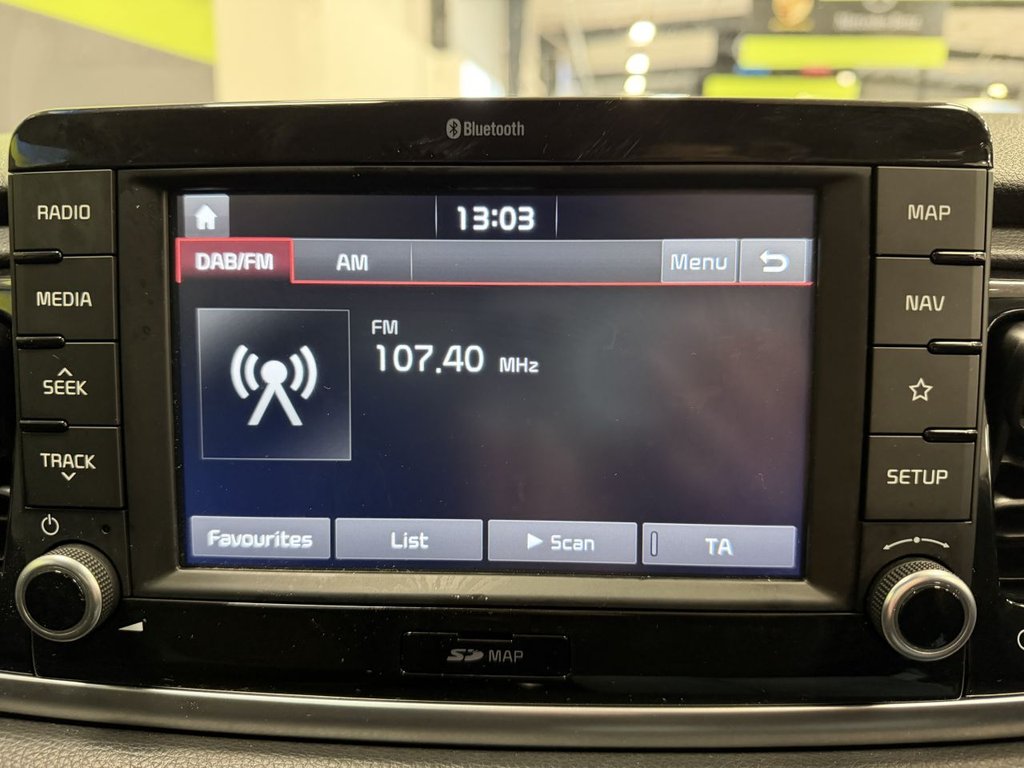 Bluetooth
RADIO
MEDIA
SEEK
TRACK
13:03
DAB/FM
AM
Menu
FM
107.40 MHz
Favourites
List
Scan
TA
MAP
NAV
SETUP
SD MAP